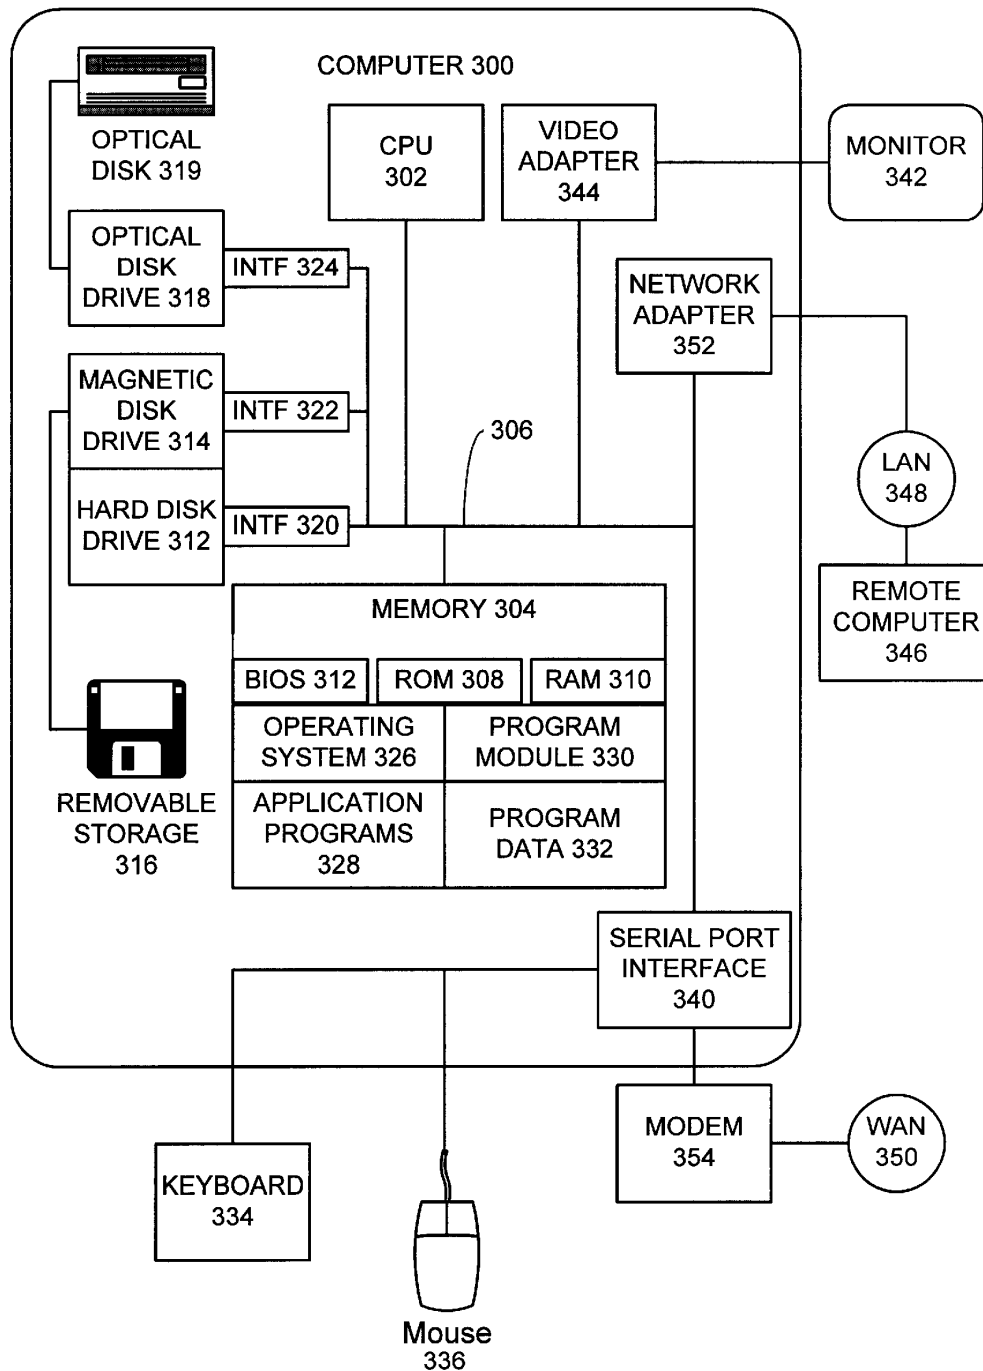 COMPUTER 300
OPTICAL
DISK 319
CPU
302
VIDEO
ADAPTER
344
MONITOR
342
OPTICAL
DISK
DRIVE 318
INTF 324
NETWORK
ADAPTER
352
MAGNETIC
DISK
DRIVE 314
INTF 322
306
LAN
348
HARD DISK
DRIVE 312
INTF 320
REMOTE
COMPUTER
346
MEMORY 304
BIOS 312
ROM 308
RAM 310
OPERATING
SYSTEM 326
PROGRAM
MODULE 330
REMOVABLE
STORAGE
316
APPLICATION
PROGRAMS
328
PROGRAM
DATA 332
SERIAL PORT
INTERFACE
340
MODEM
354
WAN
350
KEYBOARD
334
Mouse
336